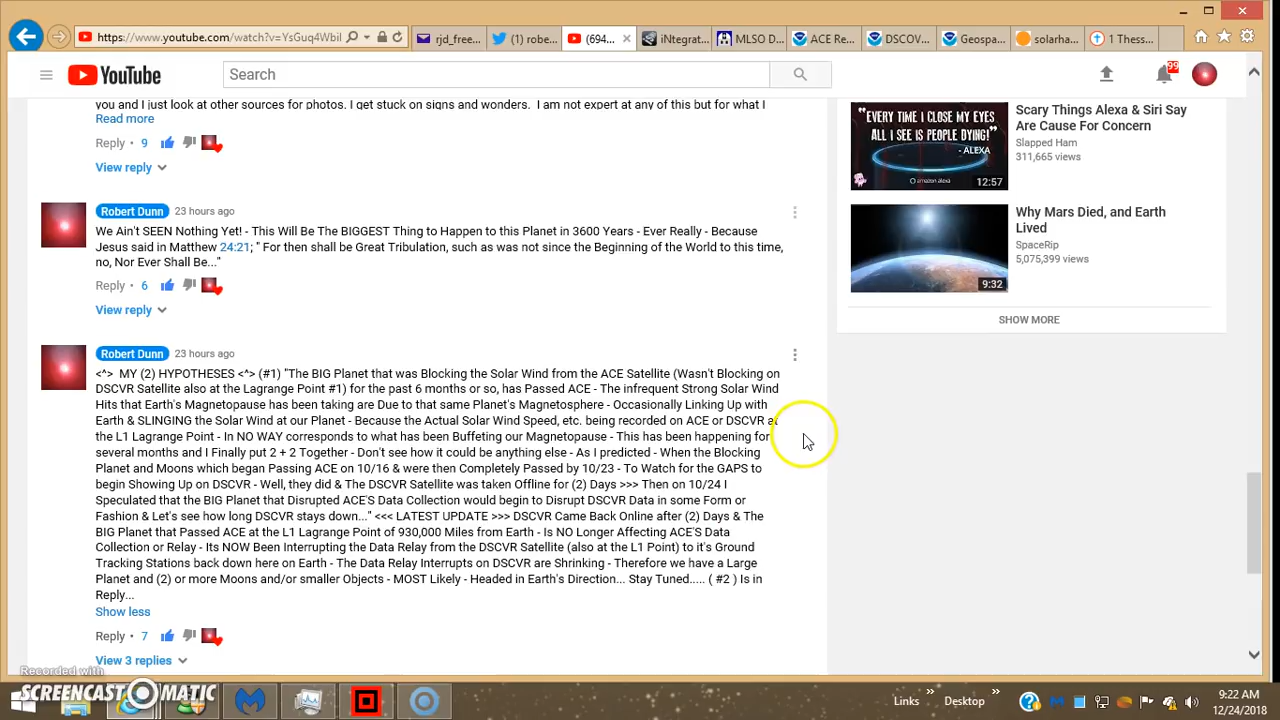 https://www.youtube.com/watch?v=YsGuq4Wbil
rjd_free...
(1) robe...
(694...
iNtegrat...
MLSO D...
ACE Re...
DSCOV...
Geospa...
solarha...
1 Thess...
YouTube
Search
99
you and I just look at other sources for photos. I get stuck on signs and wonders. I am not expert at any of this but for what I
Read more
Reply • 9
View reply
Robert Dunn 23 hours ago
We Ain't SEEN Nothing Yet! - This Will Be The BIGGEST Thing to Happen to this Planet in 3600 Years - Ever Really - Because
Jesus said in Matthew 24:21; " For then shall be Great Tribulation, such as was not since the Beginning of the World to this time,
no, Nor Ever Shall Be..."
Reply • 6
View reply
Robert Dunn 23 hours ago
<^> MY (2) HYPOTHESES <^> (#1) "The BIG Planet that was Blocking the Solar Wind from the ACE Satellite (Wasn't Blocking on
DSCVR Satellite also at the Lagrange Point #1) for the past 6 months or so, has Passed ACE - The infrequent Strong Solar Wind
Hits that Earth's Magnetopause has been taking are Due to that same Planet's Magnetosphere - Occasionally Linking Up with
Earth & SLINGING the Solar Wind at our Planet - Because the Actual Solar Wind Speed, etc. being recorded on ACE or DSCVR at
the L1 Lagrange Point - In NO WAY corresponds to what has been Buffeting our Magnetopause - This has been happening for
several months and I Finally put 2 + 2 Together - Don't see how it could be anything else - As I predicted - When the Blocking
Planet and Moons which began Passing ACE on 10/16 & were then Completely Passed by 10/23 - To Watch for the GAPS to
begin Showing Up on DSCVR - Well, they did & The DSCVR Satellite was taken Offline for (2) Days >>> Then on 10/24 I
Speculated that the BIG Planet that Disrupted ACE'S Data Collection would begin to Disrupt DSCVR Data in some Form or
Fashion & Let's see how long DSCVR stays down..." <<< LATEST UPDATE >>> DSCVR Came Back Online after (2) Days & The
BIG Planet that Passed ACE at the L1 Lagrange Point of 930,000 Miles from Earth - Is NO Longer Affecting ACE'S Data
Collection or Relay - Its NOW Been Interrupting the Data Relay from the DSCVR Satellite (also at the L1 Point) to it's Ground
Tracking Stations back down here on Earth - The Data Relay Interrupts on DSCVR are Shrinking - Therefore we have a Large
Planet and (2) or more Moons and/or smaller Objects - MOST Likely - Headed in Earth's Direction... Stay Tuned..... ( #2 ) Is in
Reply...
Show less
Reply • 7
View 3 replies
"EVERY TIME I CLOSE MY EYES
ALL I SEE IS PEOPLE DYING!"
- ALEXA
amazon alexa
12:57
Scary Things Alexa & Siri Say
Are Cause For Concern
Slapped Ham
311,665 views
9:32
Why Mars Died, and Earth
Lived
SpaceRip
5,075,399 views
SHOW MORE
Recorded with
SCREENCAST MATIC
Links
Desktop
9:22 AM
12/24/2018